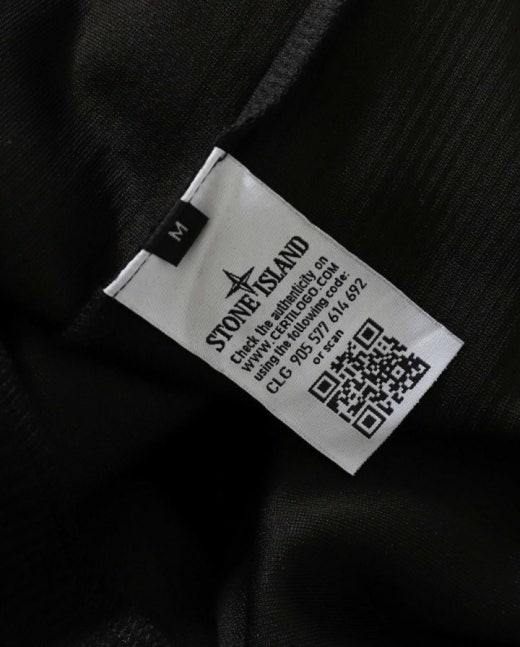 M
STONE ISLAND
Check the authenticity on
WWW.CERTILOGO.COM
using the following code:
CLG 905 577 614 692
or scan